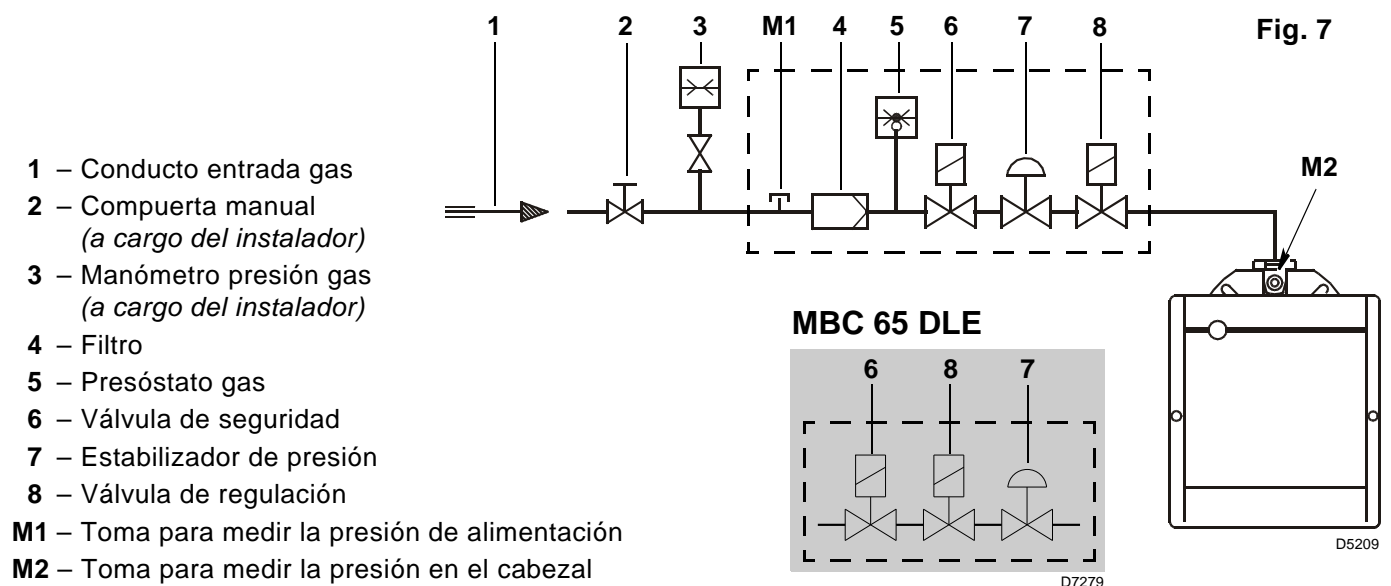 1 2 3 M1 4 5 6 7 8 Fig. 7
1 – Conducto entrada gas
2 – Compuerta manual
(a cargo del instalador)
3 – Manómetro presión gas
(a cargo del instalador)
4 – Filtro
5 – Presóstato gas
6 – Válvula de seguridad
7 – Estabilizador de presión
8 – Válvula de regulación
M1 – Toma para medir la presión de alimentación
M2 – Toma para medir la presión en el cabezal
M2
MBC 65 DLE
6 8 7
D5209
D7279